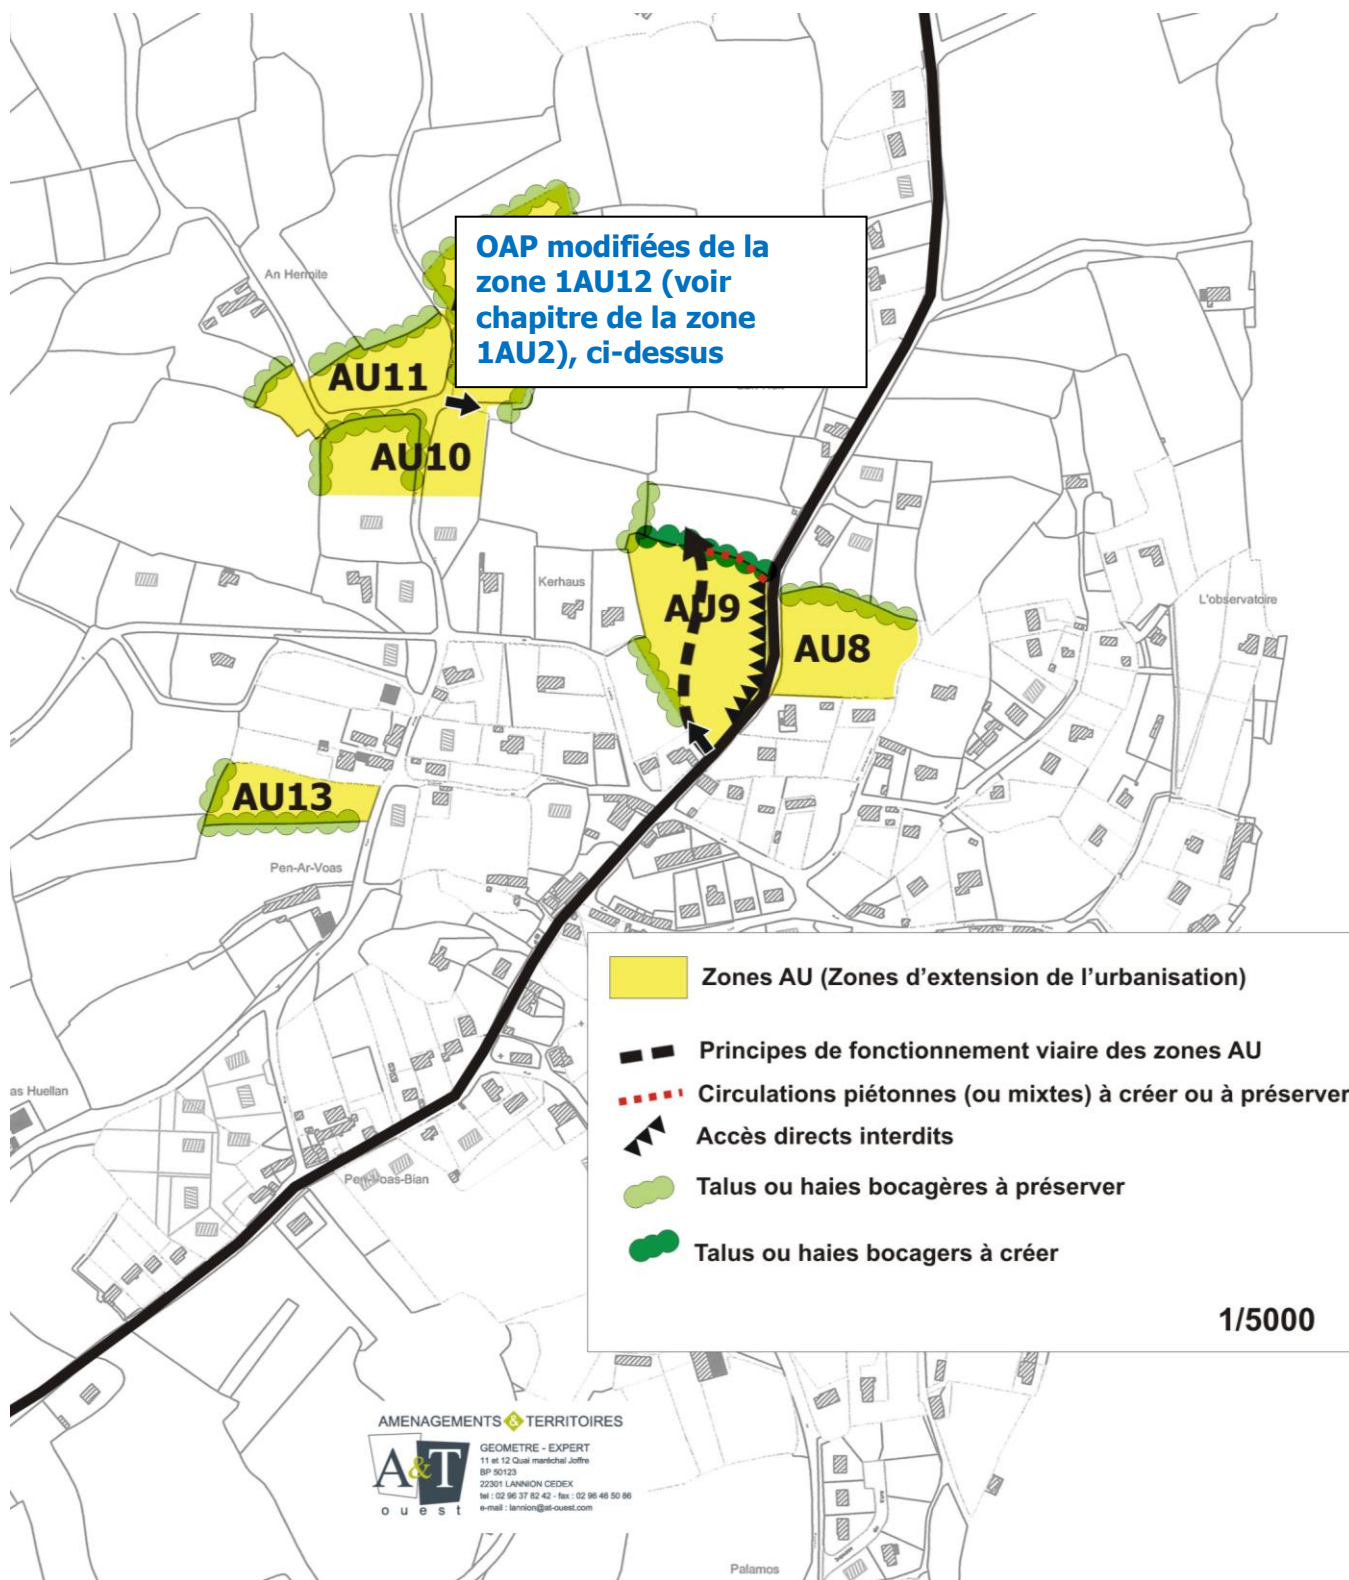 An Hermite
OAP modifiées de la
zone 1AU12 (voir
chapitre de la zone
1AU2), ci-dessus
AU11
AU10
Kerhaus
AU9
AU8
L'observatoire
AU13
Pen-Ar-Voas
as Huellan
Pen-Voas-Bian
Zones AU (Zones d'extension de l'urbanisation)
Principes de fonctionnement viaire des zones AU
Circulations piétonnes (ou mixtes) à créer ou à préserver
Accès directs interdits
Talus ou haies bocagères à préserver
Talus ou haies bocagers à créer
1/5000
AMENAGEMENTS & TERRITOIRES
A&T
ouest
GEOMETRE - EXPERT
11 et 12 Quai maréchal Joffre
BP 50123
22301 LANNION CEDEX
tel : 02 96 37 82 42 - fax : 02 96 46 50 86
e-mail : lannion@at-ouest.com
Palamos